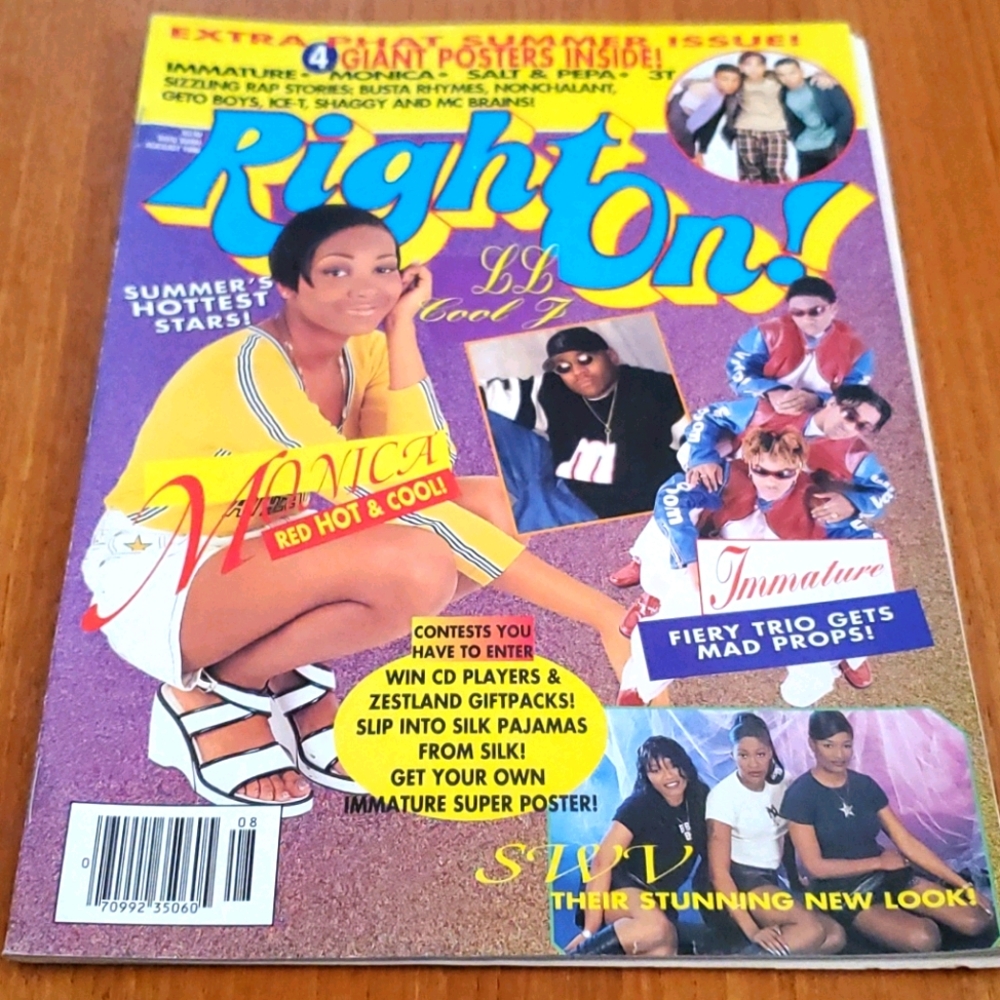 EXTRA PHAT SUMMER ISSUE!
4 GIANT POSTERS INSIDE!
IMMATURE • MONICA • SALT & PEPA • 3T
SIZZLING RAP STORIES: BUSTA RHYMES, NONCHALANT,
GETO BOYS, ICE-T, SHAGGY AND MC BRAINS!
Right On!
SUMMER'S
HOTTEST
STARS!
LL
Cool J
MONICA
RED HOT & COOL!
Immature
FIERY TRIO GETS
MAD PROPS!
CONTESTS YOU
HAVE TO ENTER
WIN CD PLAYERS &
ZESTLAND GIFTPACKS!
SLIP INTO SILK PAJAMAS
FROM SILK!
GET YOUR OWN
IMMATURE SUPER POSTER!
SWV
THEIR STUNNING NEW LOOK!
08
0 70992 35060